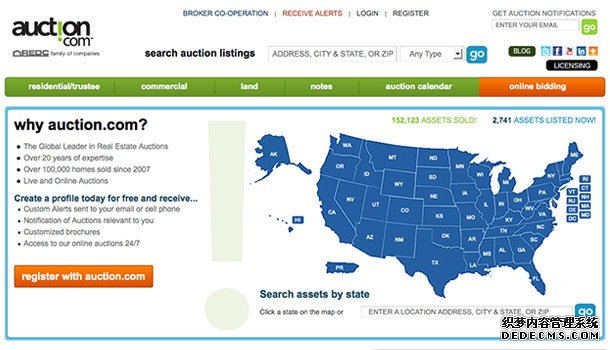 BROKER CO-OPERATION | RECEIVE ALERTS | LOGIN | REGISTER
GET AUCTION NOTIFICATIONS
auction.com
ENTER YOUR EMAIL go
REDC family of companies
search auction listings ADDRESS, CITY & STATE, OR ZIP Any Type go
BLOG
LICENSING
residential/trustee commercial land notes auction calendar online bidding
why auction.com?
152,123 ASSETS SOLD! 2,741 ASSETS LISTED NOW!
The Global Leader in Real Estate Auctions
Over 20 years of expertise
Over 100,000 homes sold since 2007
Live and Online Auctions
Create a profile today for free and receive...
Custom Alerts sent to your email or cell phone
Notification of Auctions relevant to you
Customized brochures
Access to our online auctions 24/7
register with auction.com
AK
HI
PR
WA
MT
ND
MN
OR
ID
WY
SD
WI
MI
NY
ME
NV
UT
CO
NE
IA
IL
IN
OH
PA
CA
AZ
NM
KS
MO
KY
WV
VA
OK
AR
TN
NC
SC
TX
LA
MS
AL
GA
FL
RI
CT
NH
VT
MA
NJ
DE
MD
DC
Search assets by state
Click a state on the map or ENTER A LOCATION ADDRESS, CITY & STATE, OR ZIP go
织梦内容管理系统
DEDECMS.COM